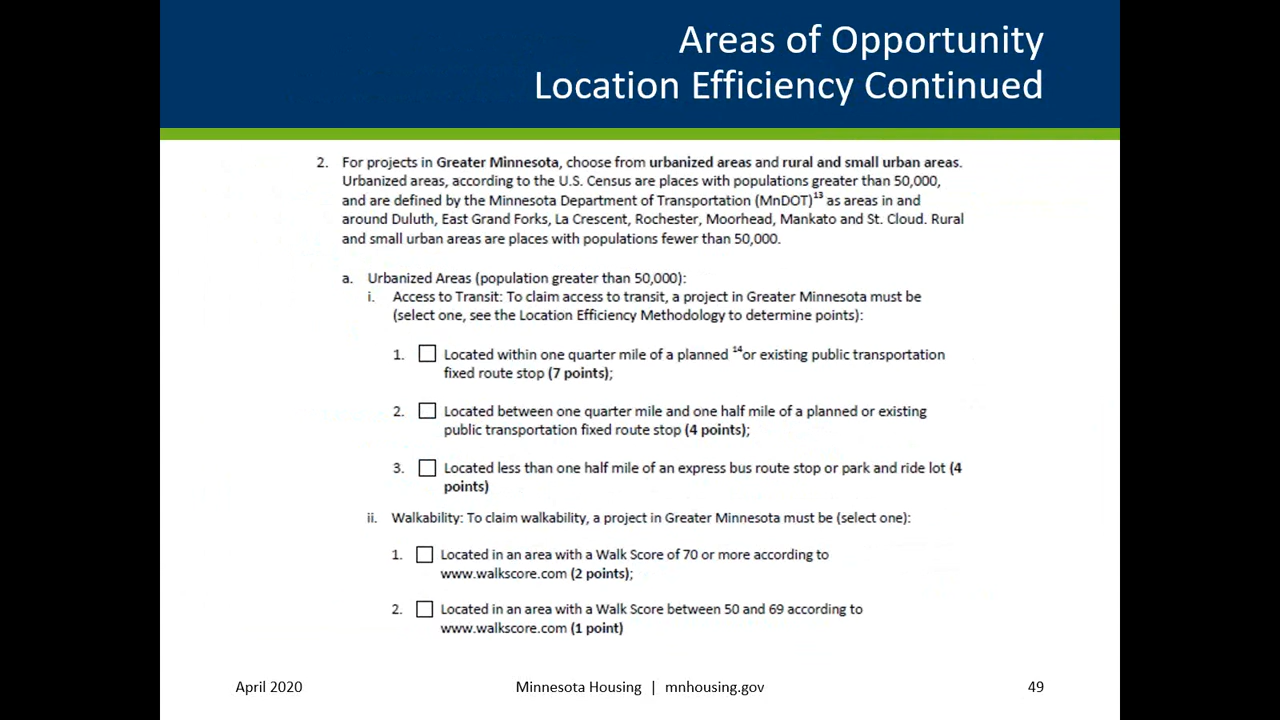 Areas of Opportunity
Location Efficiency Continued
2. For projects in Greater Minnesota, choose from urbanized areas and rural and small urban areas.
Urbanized areas, according to the U.S. Census are places with populations greater than 50,000,
and are defined by the Minnesota Department of Transportation (MnDOT)13 as areas in and
around Duluth, East Grand Forks, La Crescent, Rochester, Moorhead, Mankato and St. Cloud. Rural
and small urban areas are places with populations fewer than 50,000.
a. Urbanized Areas (population greater than 50,000):
i. Access to Transit: To claim access to transit, a project in Greater Minnesota must be
(select one, see the Location Efficiency Methodology to determine points):
1. Located within one quarter mile of a planned 14or existing public transportation
fixed route stop (7 points);
2. Located between one quarter mile and one half mile of a planned or existing
public transportation fixed route stop (4 points);
3. Located less than one half mile of an express bus route stop or park and ride lot (4
points)
ii. Walkability: To claim walkability, a project in Greater Minnesota must be (select one):
1. Located in an area with a Walk Score of 70 or more according to
www.walkscore.com (2 points);
2. Located in an area with a Walk Score between 50 and 69 according to
www.walkscore.com (1 point)
April 2020 Minnesota Housing | mnhousing.gov 49